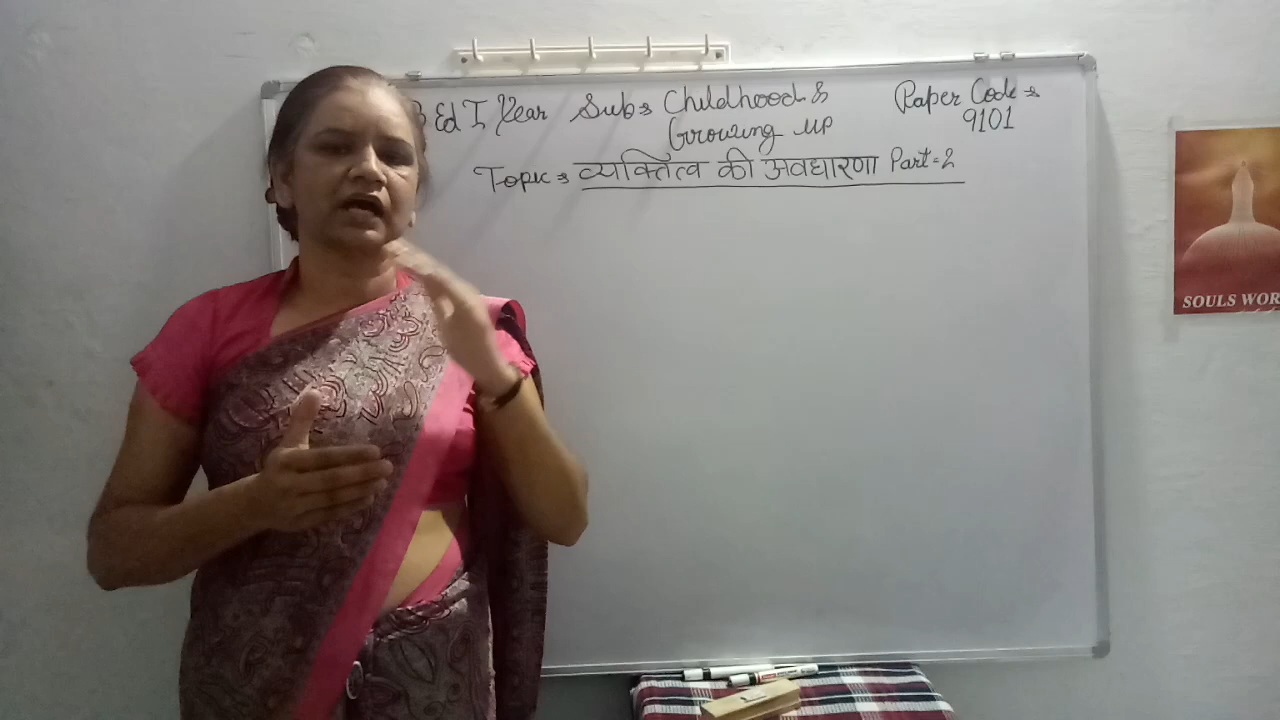 B Ed I Year Sub: Childhood & Growing up Paper Code: 9101
Topic: व्यक्तित्व की अवधारणा Part-2
SOULS WOR